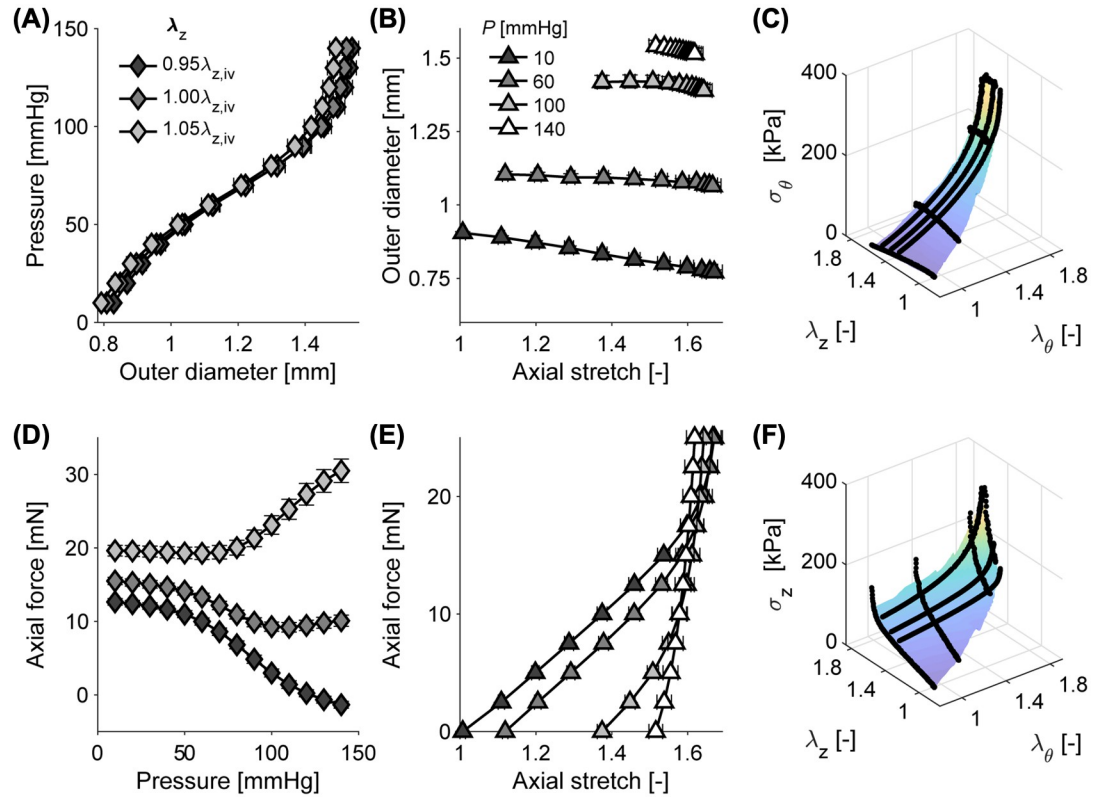 (A)
λz
0.95λz,iv
1.00λz,iv
1.05λz,iv
150
100
50
0
Pressure [mmHg]
0.8 1 1.2 1.4
Outer diameter [mm]
(B)
P [mmHg]
10
60
100
140
1.5
1.25
1
0.75
Outer diameter [mm]
1 1.2 1.4 1.6
Axial stretch [-]
(C)
400
200
0
σθ [kPa]
1.8 1.4 1
λz [-]
1 1.4 1.8
λθ [-]
(D)
30
20
10
0
Axial force [mN]
0 50 100 150
Pressure [mmHg]
(E)
20
10
0
Axial force [mN]
1 1.2 1.4 1.6
Axial stretch [-]
(F)
400
200
0
σz [kPa]
1.8 1.4 1
λz [-]
1 1.4 1.8
λθ [-]